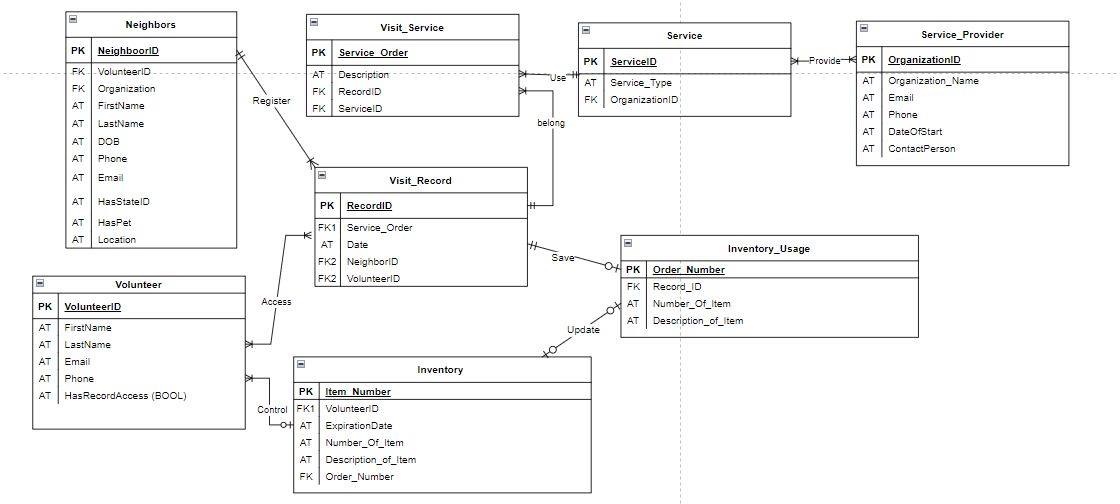 Neighbors
PK NeighboorID
FK VolunteerID
FK Organization
AT FirstName
AT LastName
AT DOB
AT Phone
AT Email
AT HasStateID
AT HasPet
AT Location
Visit_Service
PK Service_Order
AT Description
FK RecordID
FK ServiceID
Service
PK ServiceID
AT Service_Type
FK OrganizationID
Service_Provider
PK OrganizationID
AT Organization_Name
AT Email
AT Phone
AT DateOfStart
AT ContactPerson
Use
Provide
Register
belong
Visit_Record
PK RecordID
FK1 Service_Order
AT Date
FK2 NeighborID
FK2 VolunteerID
Save
Inventory_Usage
PK Order_Number
FK Record_ID
AT Number_Of_Item
AT Description_of_Item
Access
Update
Volunteer
PK VolunteerID
AT FirstName
AT LastName
AT Email
AT Phone
AT HasRecordAccess (BOOL)
Control
Inventory
PK Item_Number
FK1 VolunteerID
AT ExpirationDate
AT Number_Of_Item
AT Description_of_Item
FK Order_Number